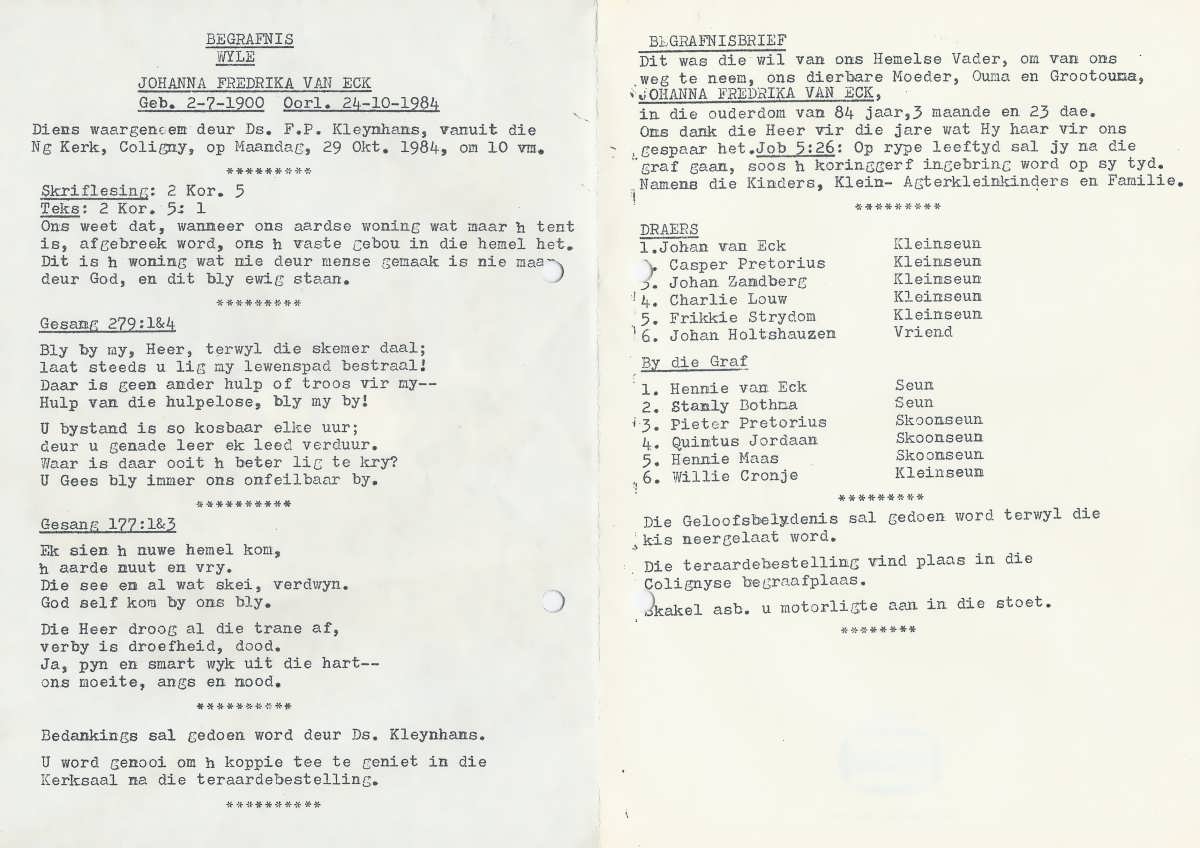 BEGRAFNIS
WYLE
JOHANNA FREDRIKA VAN ECK
Geb. 2-7-1900 Oorl. 24-10-1984
Diens waargeneem deur Ds. F.P. Kleynhans, vanuit die
Ng Kerk, Coligny, op Maandag, 29 Okt. 1984, om 10 vm.
*********
Skriflesing: 2 Kor. 5
Teks: 2 Kor. 5: 1
Ons weet dat, wanneer ons aardse woning wat maar h tent
is, afgebreek word, ons h vaste gebou in die hemel het.
Dit is h woning wat nie deur mense gemaak is nie maar
deur God, en dit bly ewig staan.
*********
Gesang 279:1&4
Bly by my, Heer, terwyl die skemer daal;
laat steeds u lig my lewenspad bestraal!
Daar is geen ander hulp of troos vir my--
Hulp van die hulpelose, bly my by!
U bystand is so kosbaar elke uur;
deur u genade leer ek leed verduur.
Waar is daar ooit h beter lig te kry?
U Gees bly immer ons onfeilbaar by.
**********
Gesang 177:1&3
Ek sien h nuwe hemel kom,
h aarde nuut en vry.
Die see en al wat skei, verdwyn.
God self kom by ons bly.
Die Heer droog al die trane af,
verby is droefheid, dood.
Ja, pyn en smart wyk uit die hart--
ons moeite, angs en nood.
**********
Bedankings sal gedoen word deur Ds. Kleynhans.
U word genooi om h koppie tee te geniet in die
Kerksaal na die teraardebestelling.
**********
BEGRAFNISBRIEF
Dit was die wil van ons Hemelse Vader, om van ons
weg te neem, ons dierbare Moeder, Ouma en Grootouma,
JOHANNA FREDRIKA VAN ECK,
in die ouderdom van 84 jaar,3 maande en 23 dae.
Ons dank die Heer vir die jare wat Hy haar vir ons
gespaar het.Job 5:26: Op rype leeftyd sal jy na die
graf gaan, soos h koringgerf ingebring word op sy tyd.
Namens die Kinders, Klein- Agterkleinkinders en Familie.
*********
DRAERS
1.Johan van Eck Kleinseun
. Casper Pretorius Kleinseun
3. Johan Zandberg Kleinseun
4. Charlie Louw Kleinseun
5. Frikkie Strydom Kleinseun
6. Johan Holtshauzen Vriend
By die Graf
1. Hennie van Eck Seun
2. Stanly Bothma Seun
3. Pieter Pretorius Skoonseun
4. Quintus Jordaan Skoonseun
5. Hennie Maas Skoonseun
6. Willie Cronje Kleinseun
*********
Die Geloofsbelydenis sal gedoen word terwyl die
kis neergelaat word.
Die teraardebestelling vind plaas in die
Colignyse begraafplaas.
Skakel asb. u motorligte aan in die stoet.
********